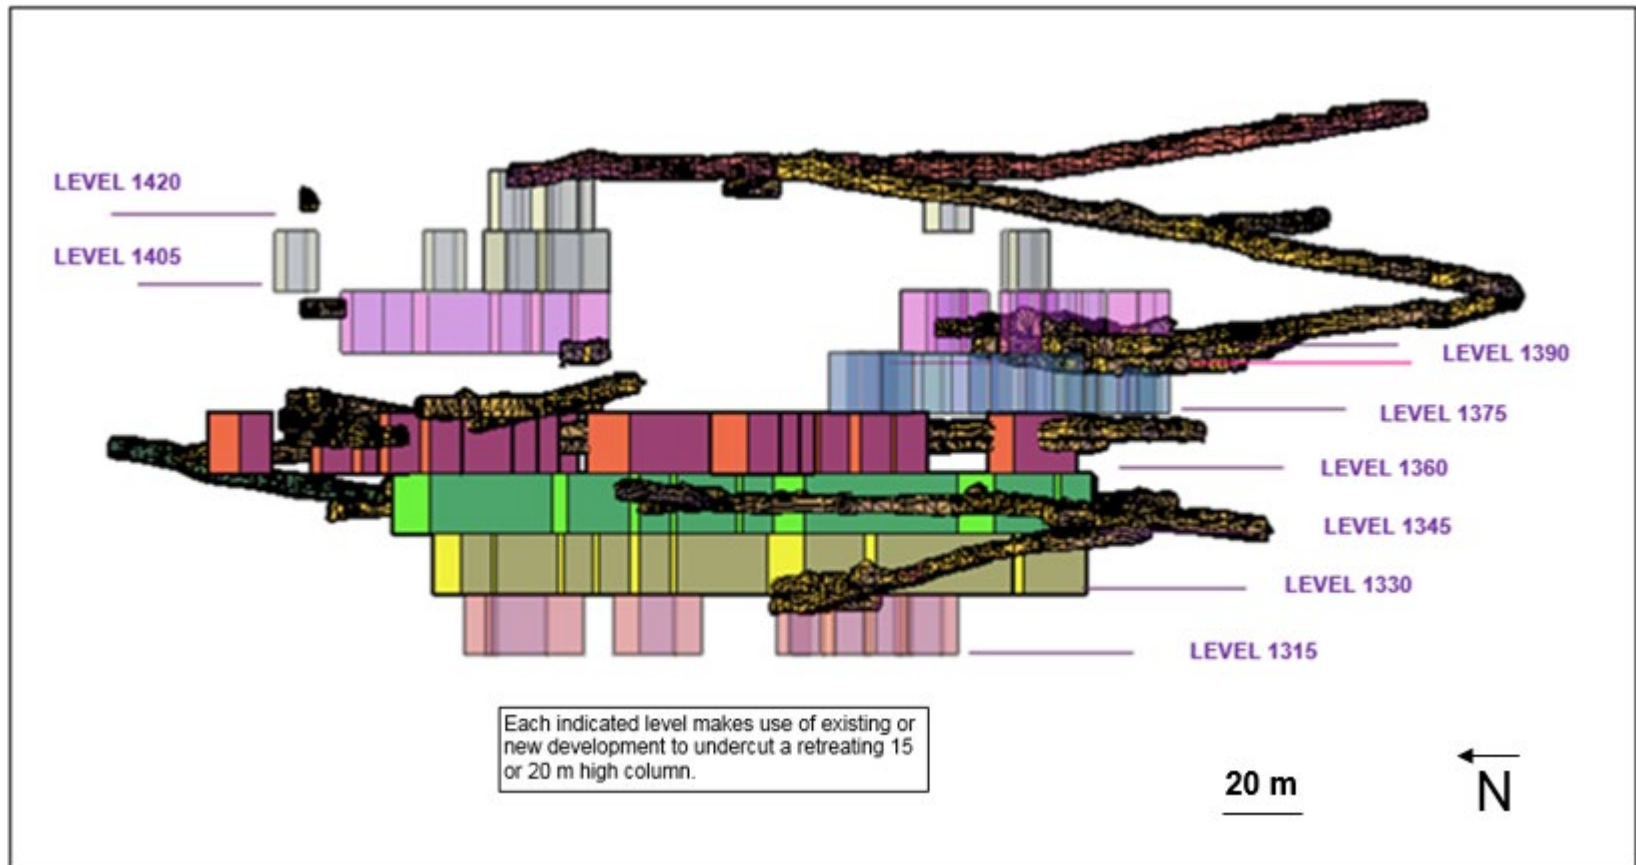 LEVEL 1420
LEVEL 1405
LEVEL 1390
LEVEL 1375
LEVEL 1360
LEVEL 1345
LEVEL 1330
LEVEL 1315
Each indicated level makes use of existing or
new development to undercut a retreating 15
or 20 m high column.
20 m
N